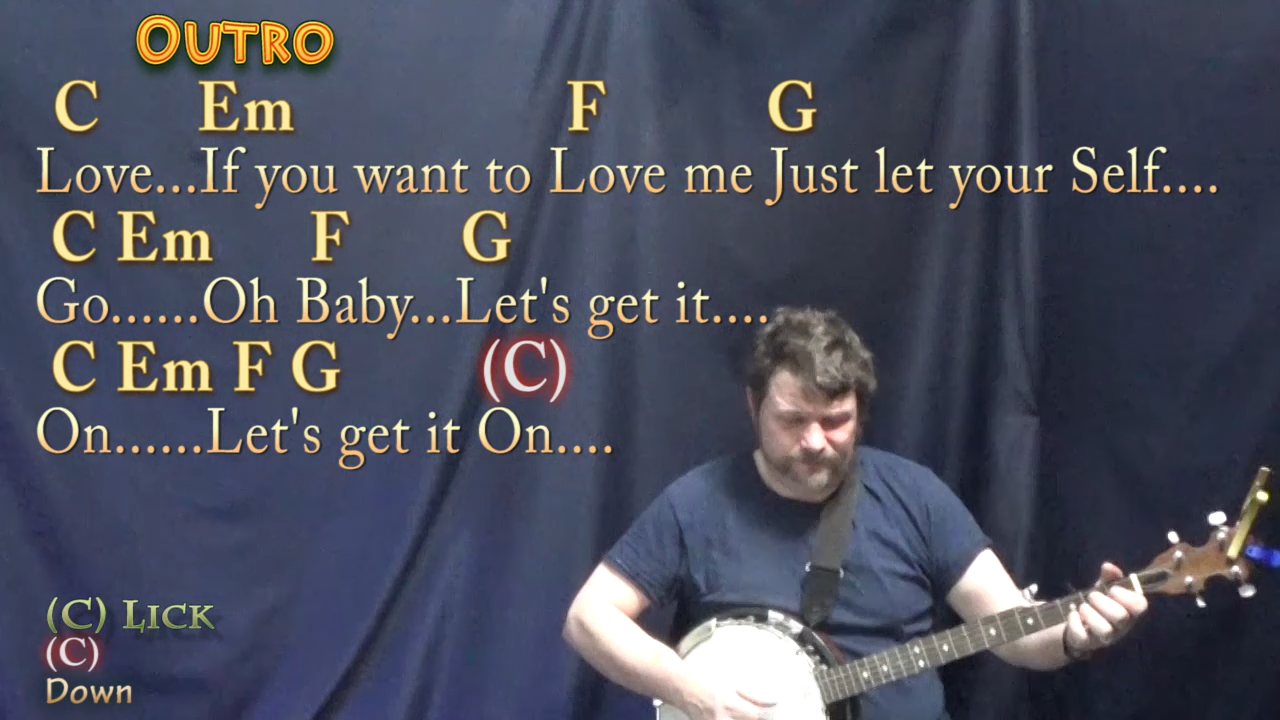 OUTRO
C Em F G
Love...If you want to Love me Just let your Self....
C Em F G
Go......Oh Baby...Let's get it....
C Em F G (C)
On......Let's get it On....
(C) LICK
(C)
Down